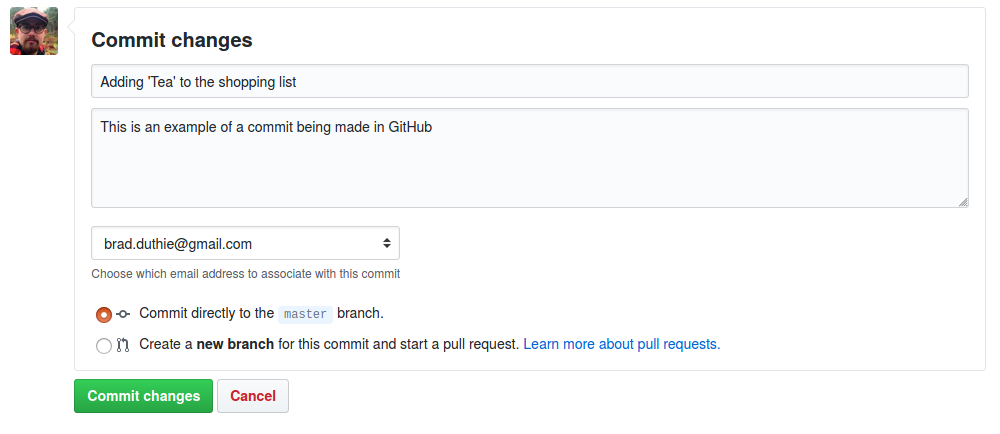 Commit changes
Adding 'Tea' to the shopping list
This is an example of a commit being made in GitHub
brad.duthie@gmail.com
Choose which email address to associate with this commit
Commit directly to the master branch.
Create a new branch for this commit and start a pull request. Learn more about pull requests.
Commit changes Cancel